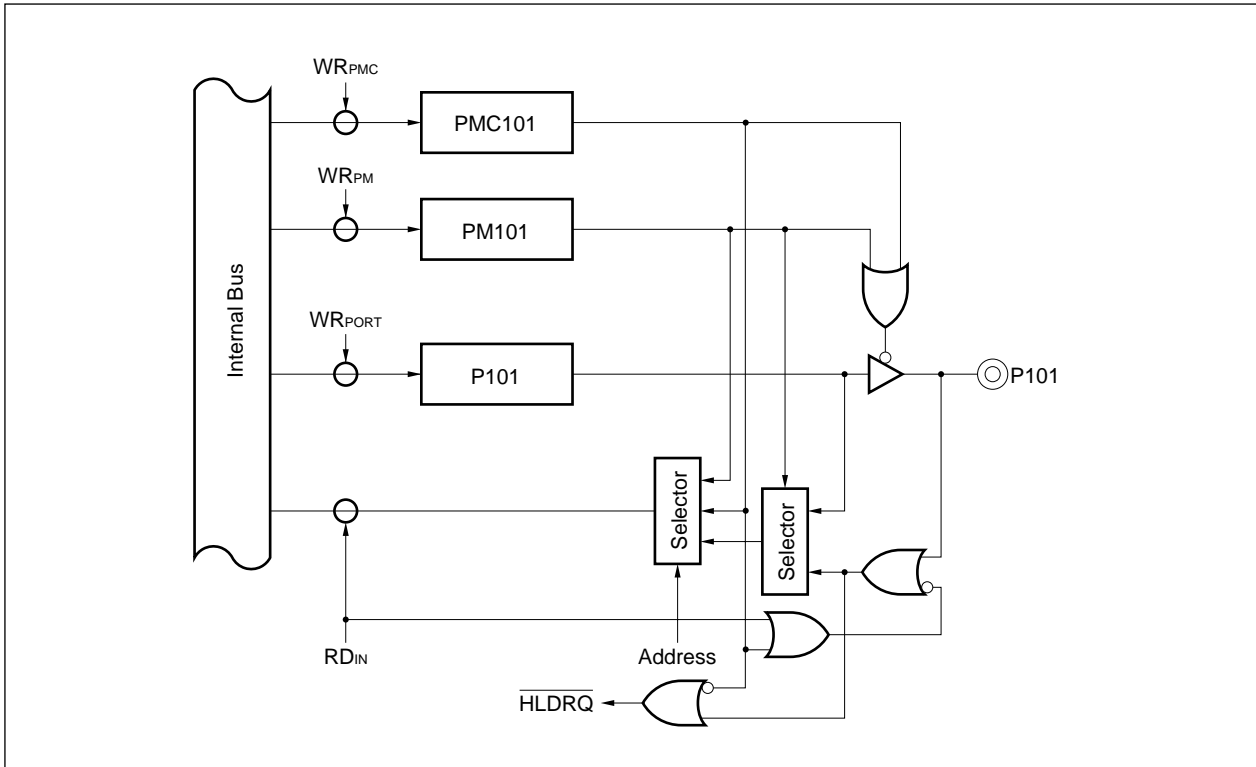 WRPMC
PMC101
WRPM
PM101
Internal Bus
WRPORT
P101
P101
Selector
Selector
RDIN
Address
HLDRQ